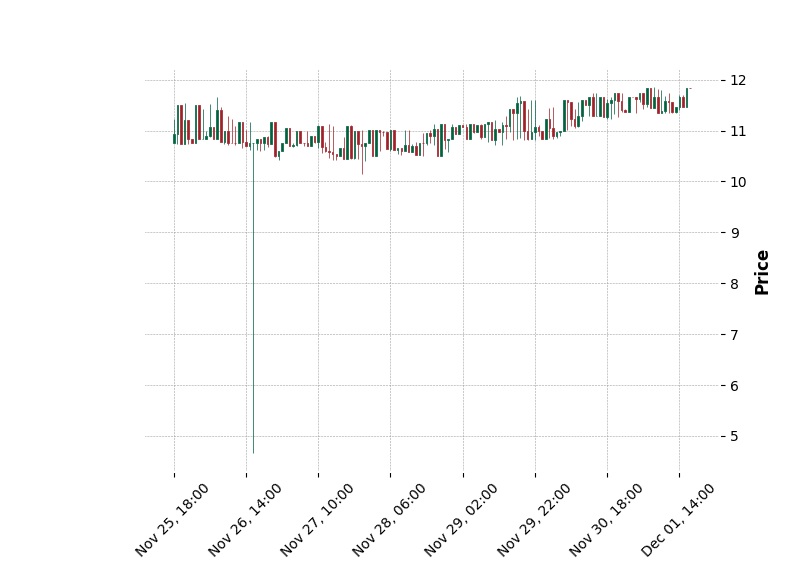 12
11
10
9
8
7
6
5
Price
Nov 25, 18:00
Nov 26, 14:00
Nov 27, 10:00
Nov 28, 06:00
Nov 29, 02:00
Nov 29, 22:00
Nov 30, 18:00
Dec 01, 14:00